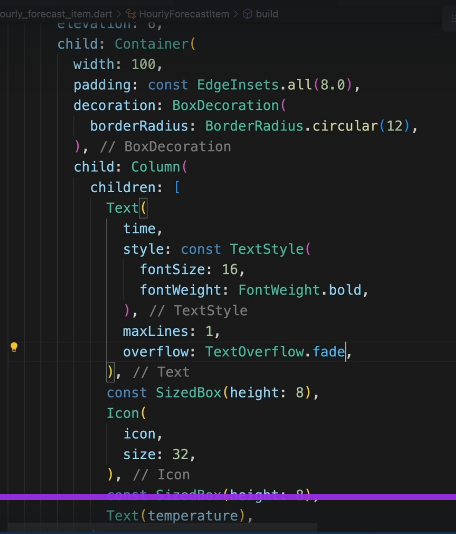 ourly_forecast_item.dart > HourlyForecastItem > build
elevation: 6,
child: Container(
width: 100,
padding: const EdgeInsets.all(8.0),
decoration: BoxDecoration(
borderRadius: BorderRadius.circular(12),
), // BoxDecoration
child: Column(
children: [
Text(
time,
style: const TextStyle(
fontSize: 16,
fontWeight: FontWeight.bold,
), // TextStyle
maxLines: 1,
overflow: TextOverflow.fade,
), // Text
const SizedBox(height: 8),
Icon(
icon,
size: 32,
), // Icon
const SizedBox(height: 8),
Text(temperature),